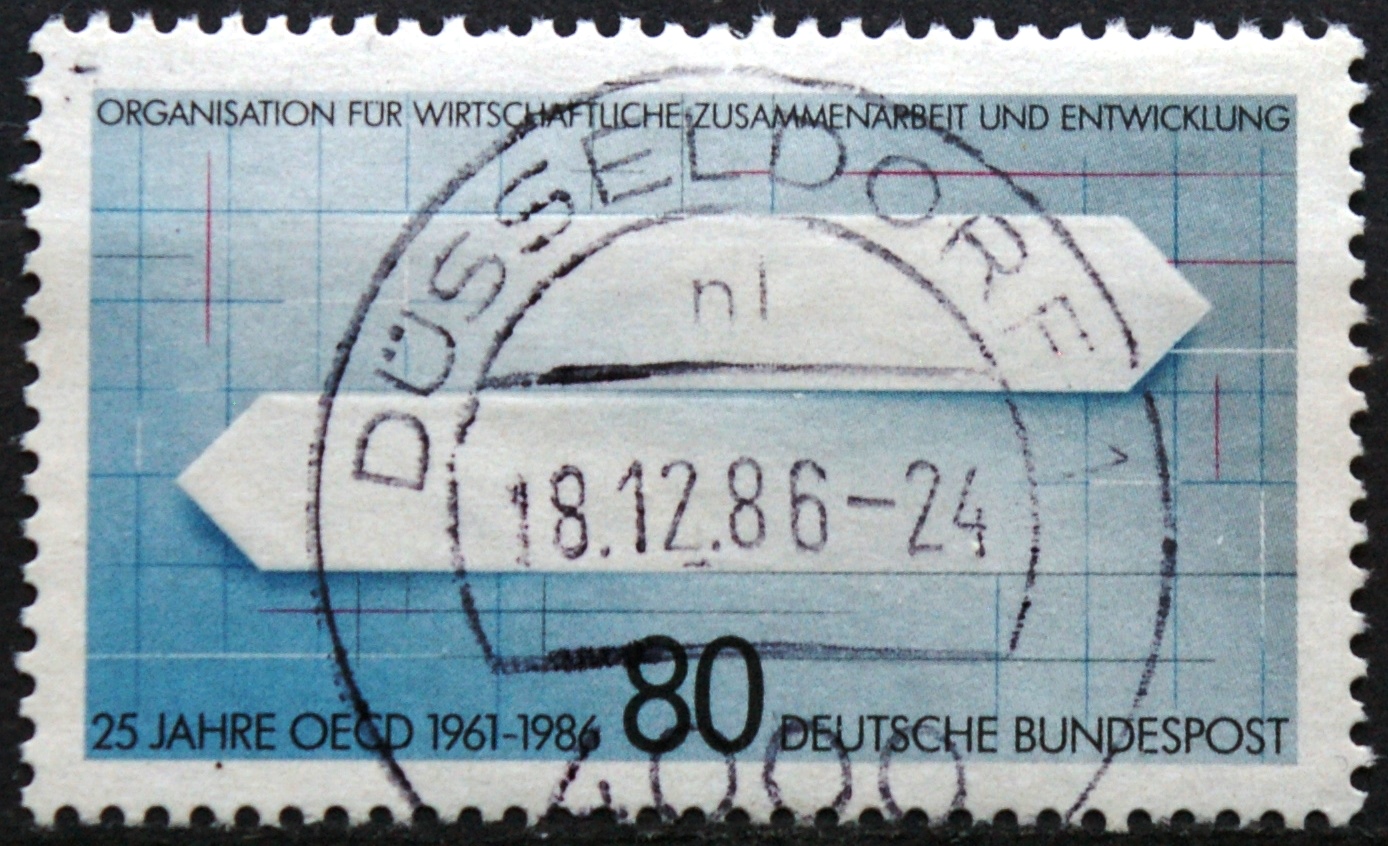 ORGANISATION FÜR WIRTSCHAFTLICHE ZUSAMMENARBEIT UND ENTWICKLUNG
DÜSSELDORF
nl
18.12.86-24
25 JAHRE OECD 1961-1986 80 DEUTSCHE BUNDESPOST
4000